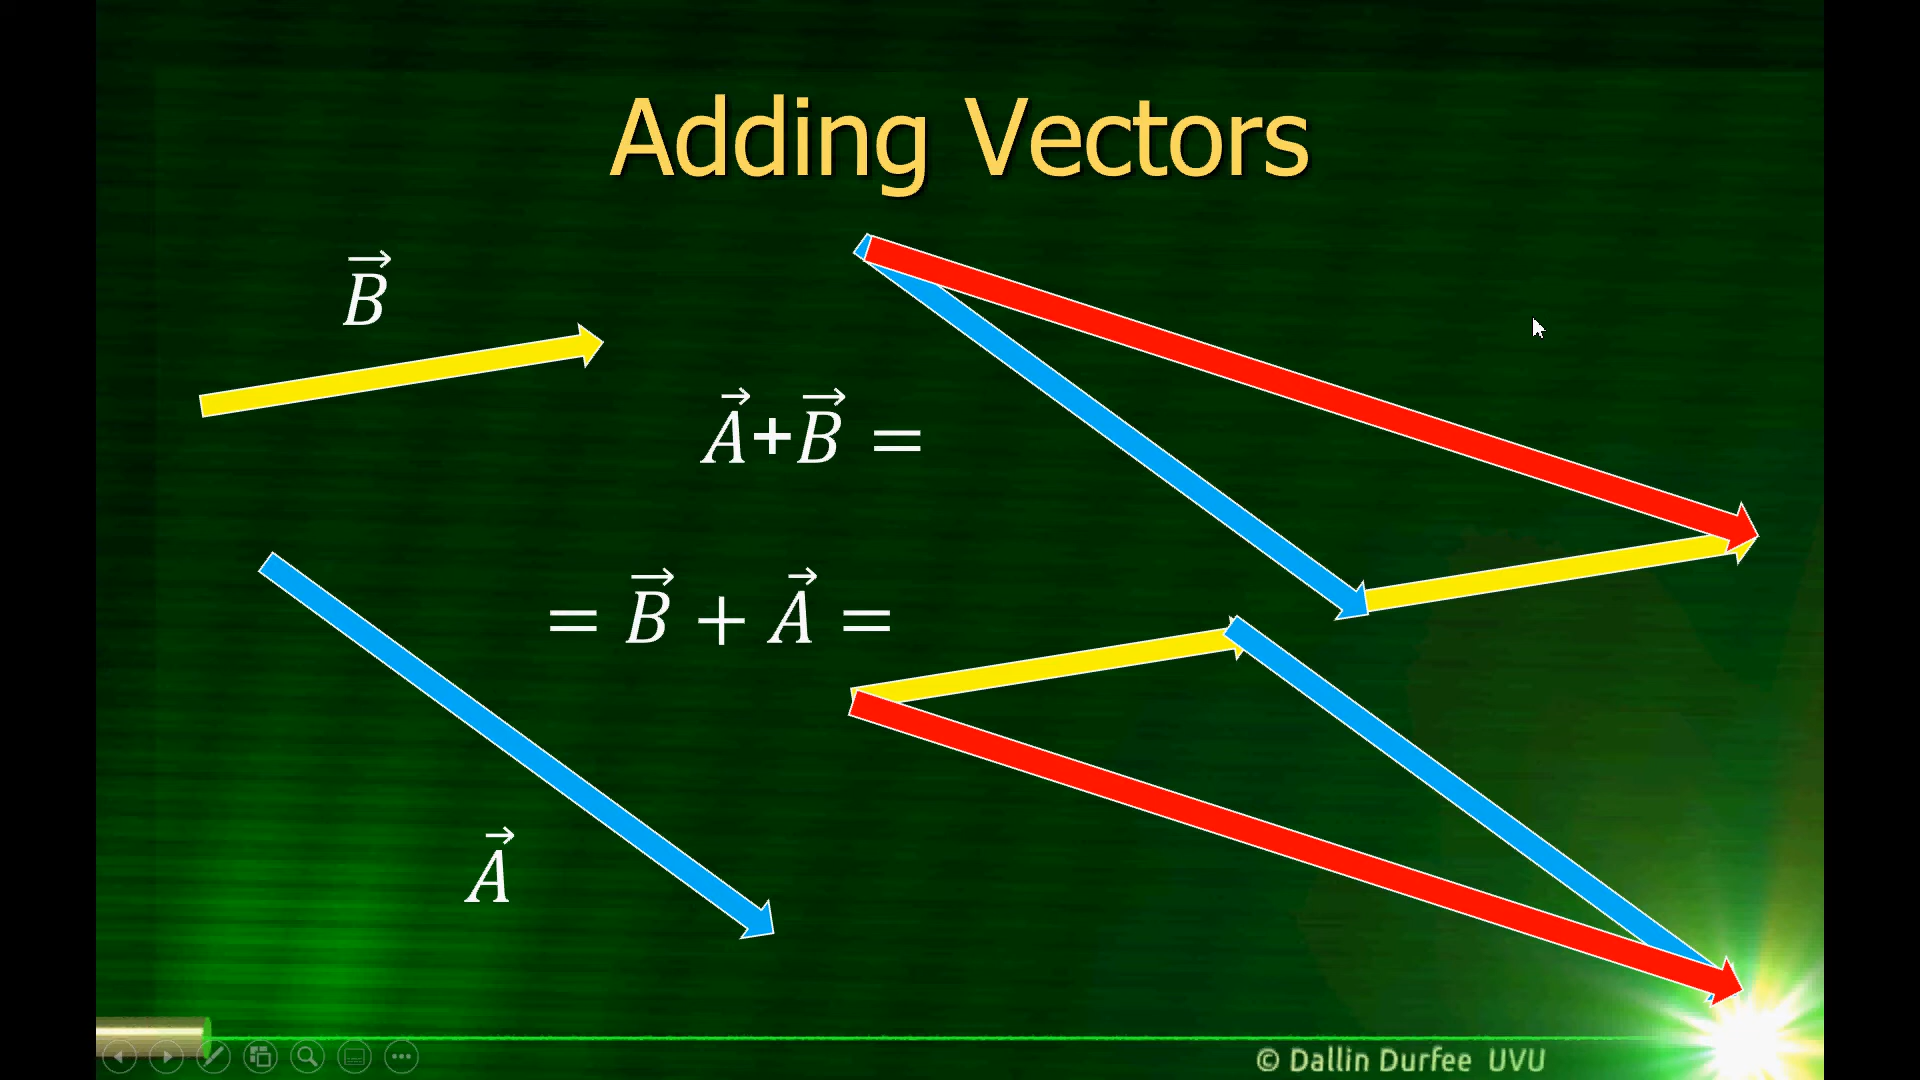 Adding Vectors
B⃗
A⃗+B⃗ =
= B⃗ + A⃗ =
A⃗
© Dallin Durfee UVU